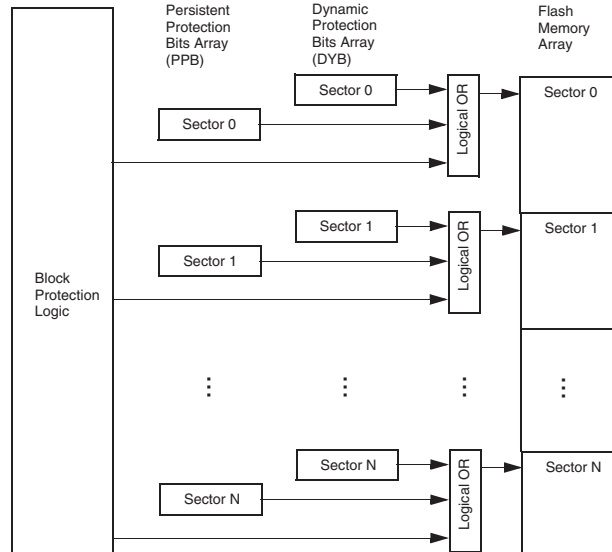 Persistent
Protection
Bits Array
(PPB)
Dynamic
Protection
Bits Array
(DYB)
Flash
Memory
Array
Sector 0
Sector 0
Logical OR
Sector 0
Sector 1
Sector 1
Logical OR
Sector 1
Block
Protection
Logic
Sector N
Sector N
Logical OR
Sector N